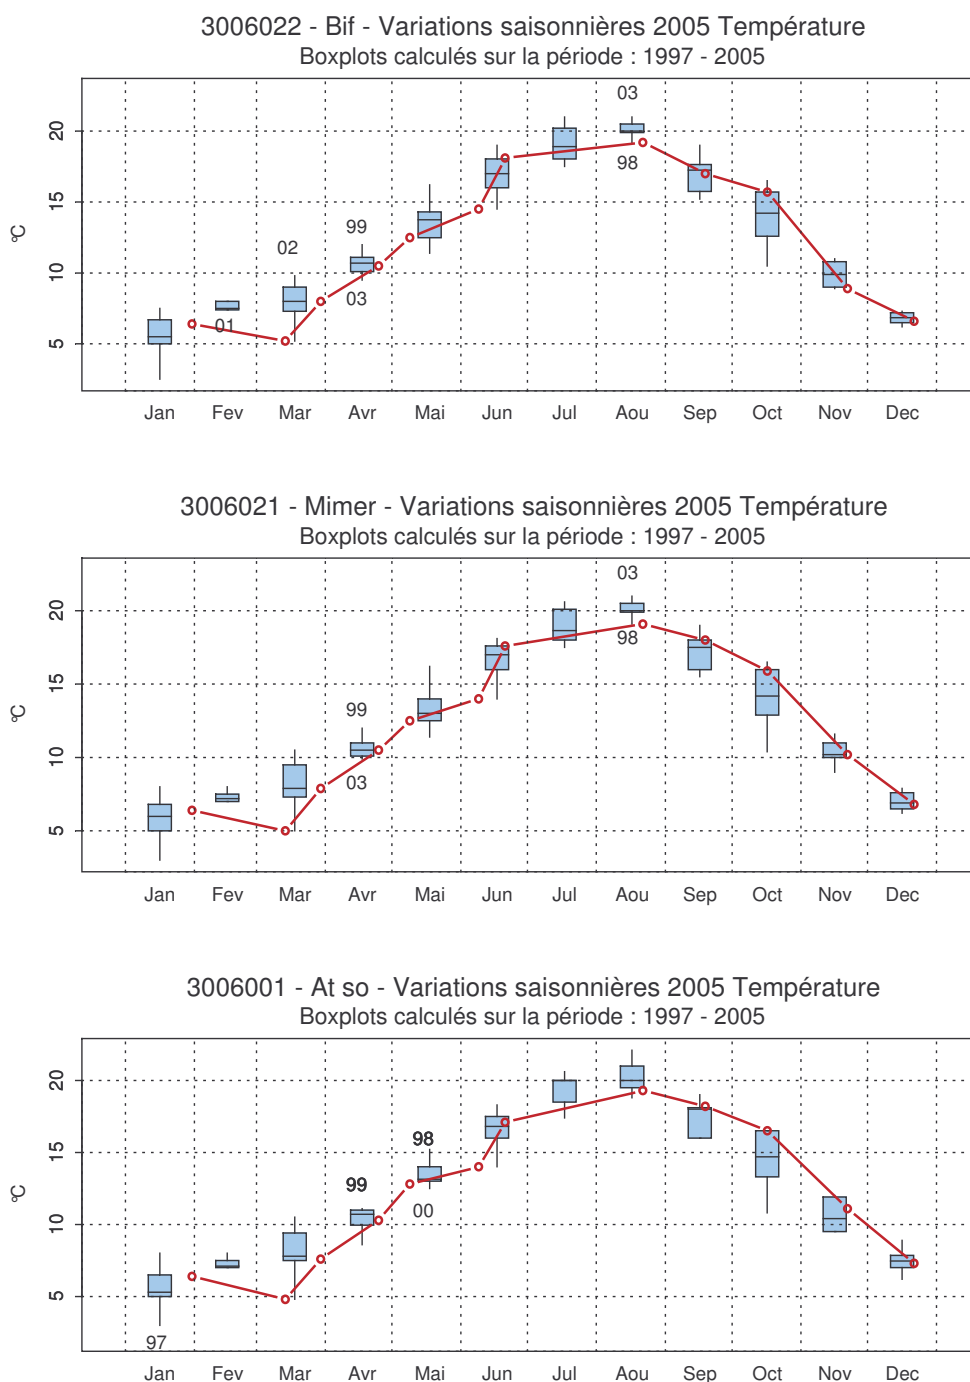 3006022 - Bif - Variations saisonnières 2005 Température
Boxplots calculés sur la période : 1997 - 2005
03
20
98
15
°C
99
02
10
03
01
5
Jan Fev Mar Avr Mai Jun Jul Aou Sep Oct Nov Dec
3006021 - Mimer - Variations saisonnières 2005 Température
Boxplots calculés sur la période : 1997 - 2005
03
20
98
15
°C
99
10
03
5
Jan Fev Mar Avr Mai Jun Jul Aou Sep Oct Nov Dec
3006001 - At so - Variations saisonnières 2005 Température
Boxplots calculés sur la période : 1997 - 2005
20
98
15
°C
99
00
10
5
97
Jan Fev Mar Avr Mai Jun Jul Aou Sep Oct Nov Dec